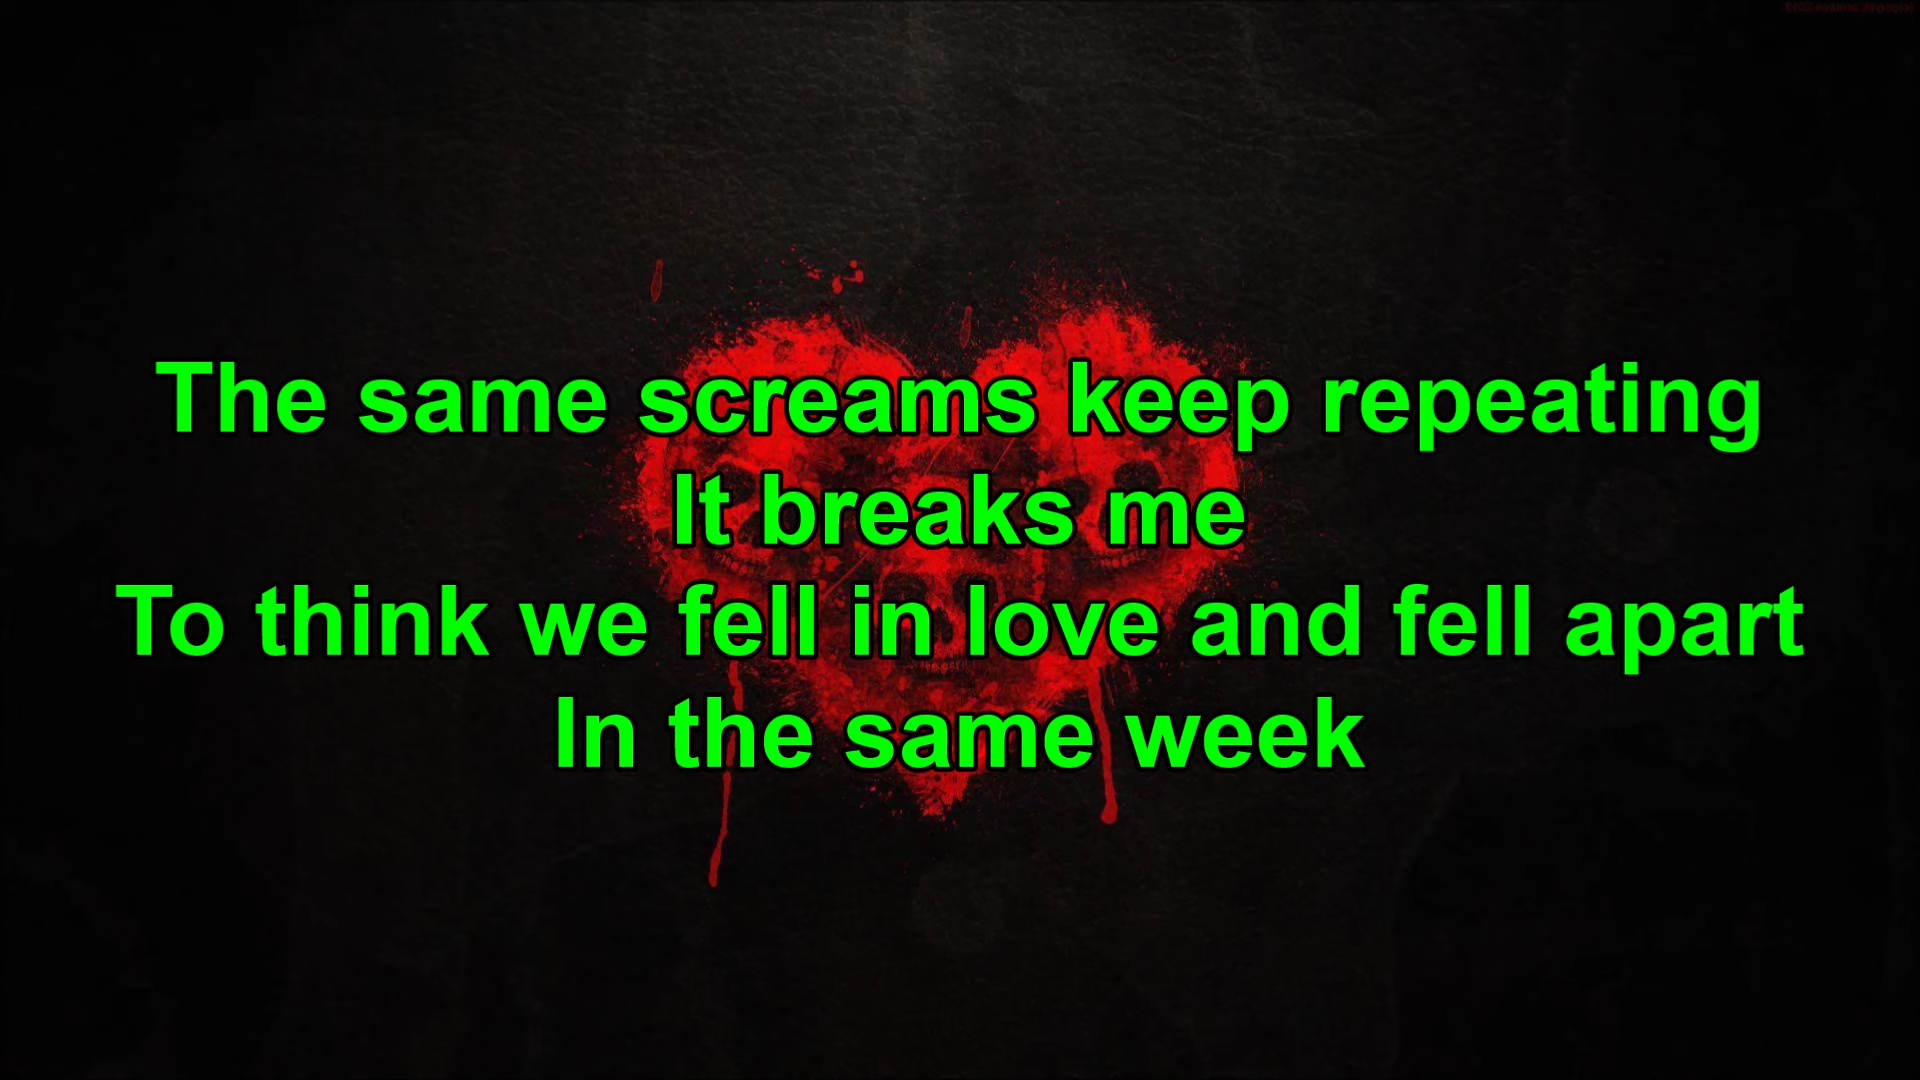 The same screams keep repeating
It breaks me
To think we fell in love and fell apart
In the same week